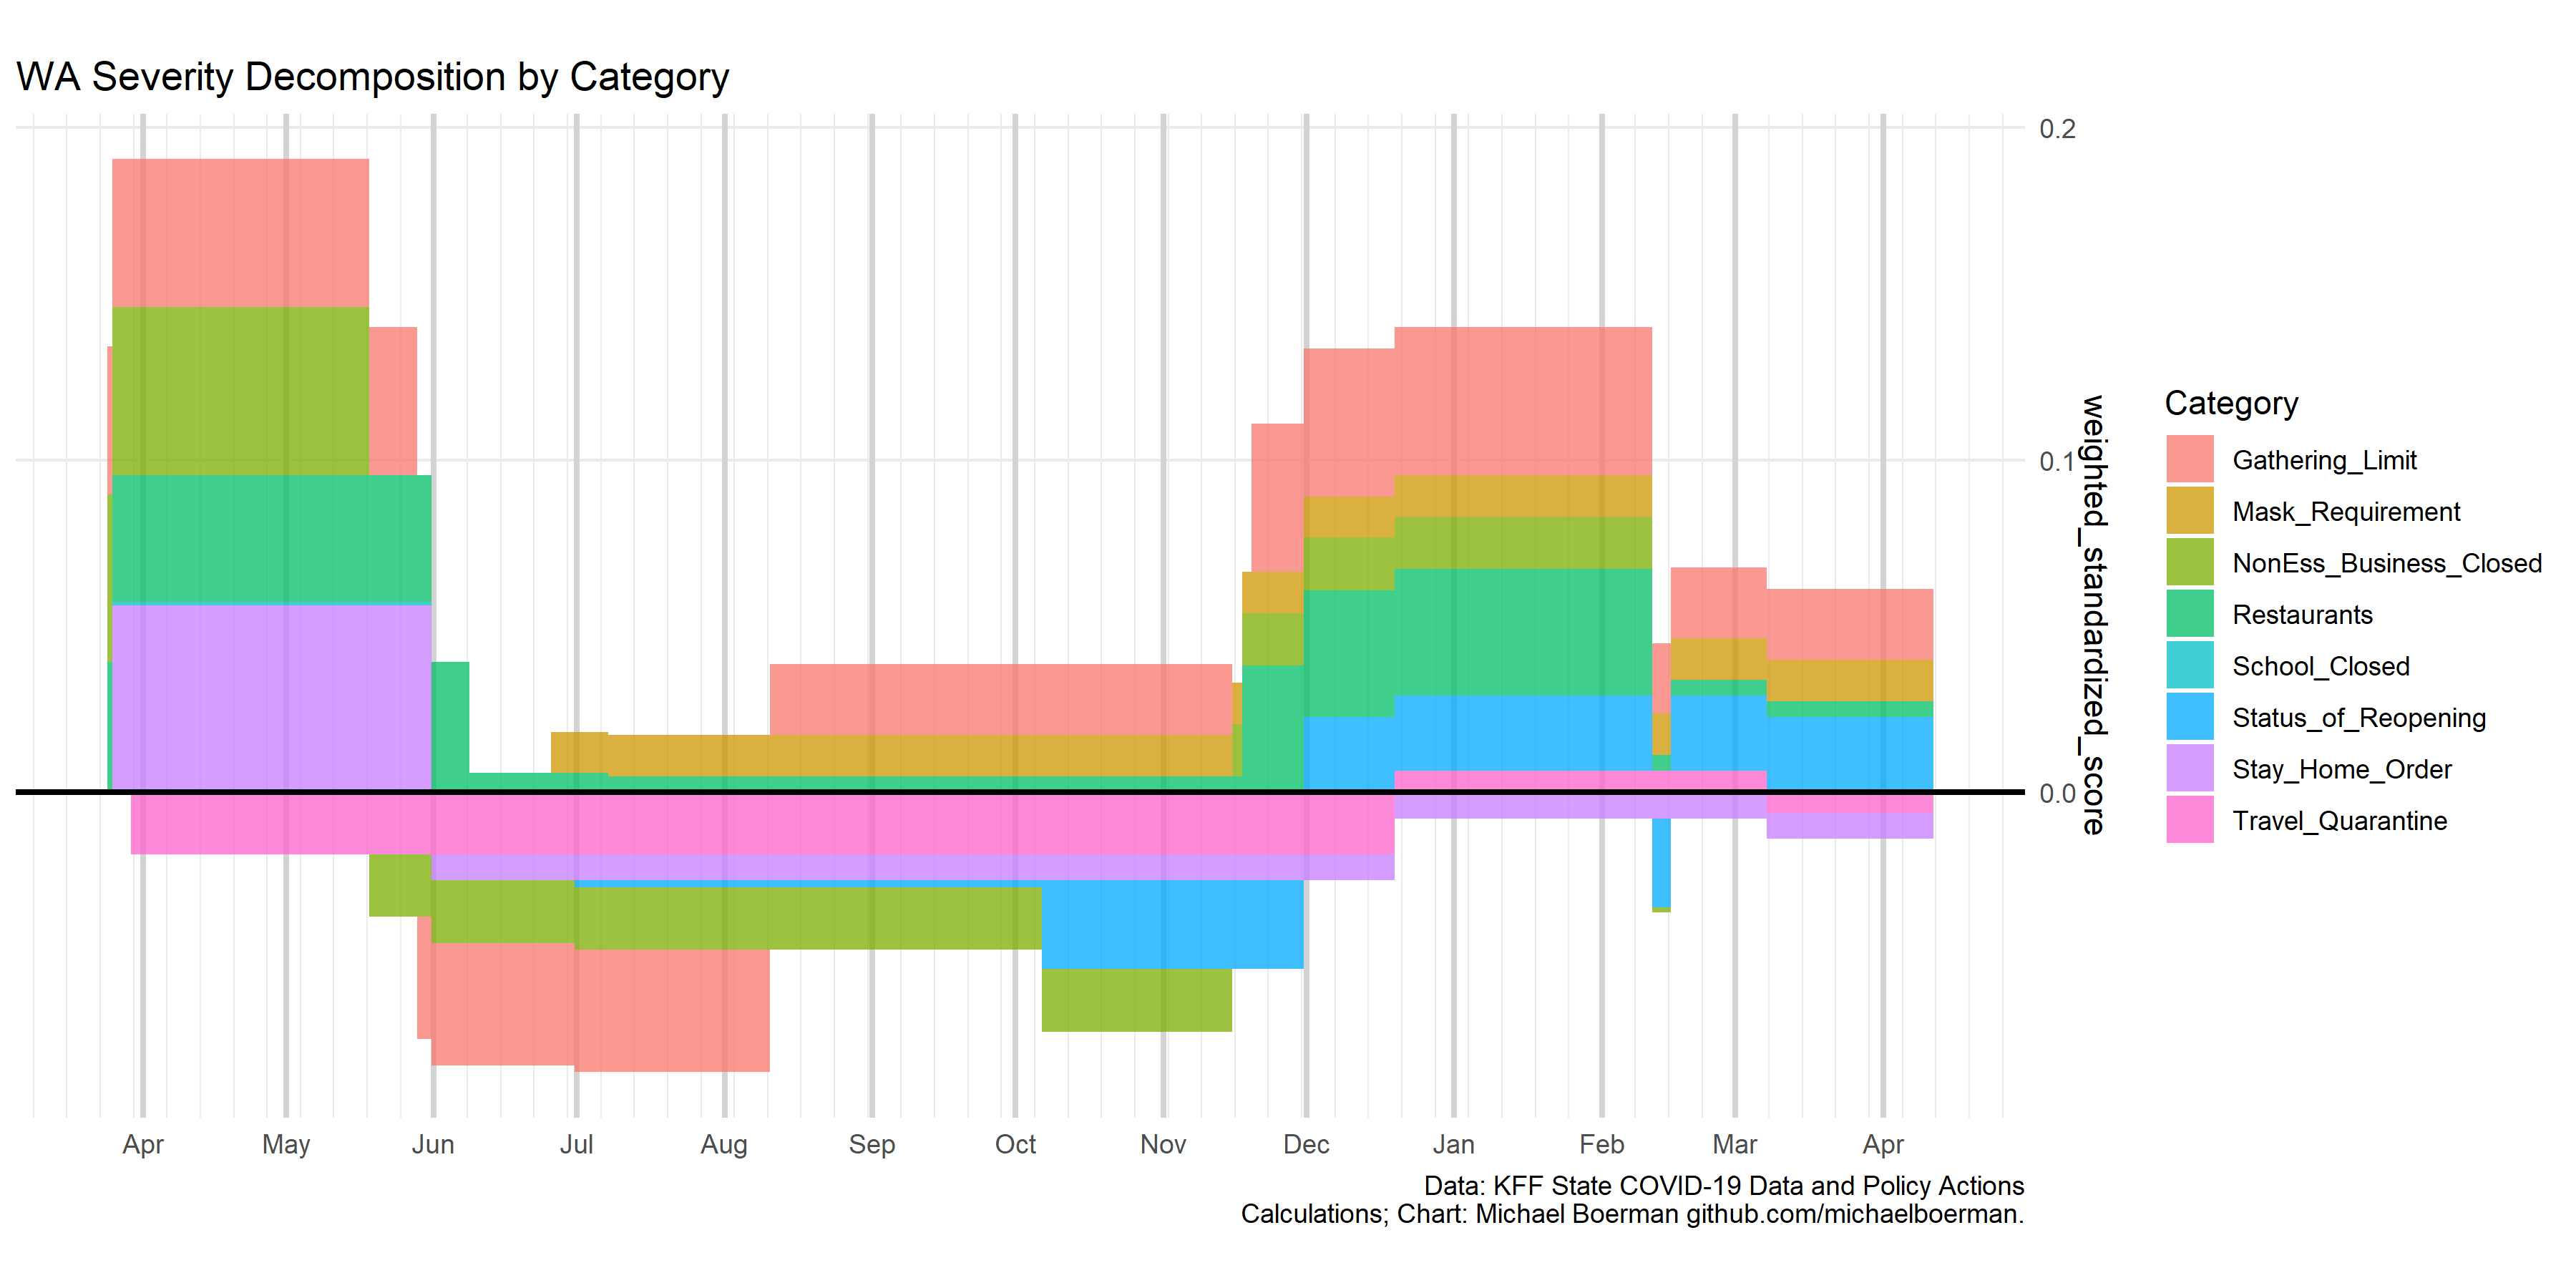 WA Severity Decomposition by Category
0.2
0.1
0.0
weighted_standardized_score
Category
Gathering_Limit
Mask_Requirement
NonEss_Business_Closed
Restaurants
School_Closed
Status_of_Reopening
Stay_Home_Order
Travel_Quarantine
Apr May Jun Jul Aug Sep Oct Nov Dec Jan Feb Mar Apr
Data: KFF State COVID-19 Data and Policy Actions
Calculations; Chart: Michael Boerman github.com/michaelboerman.